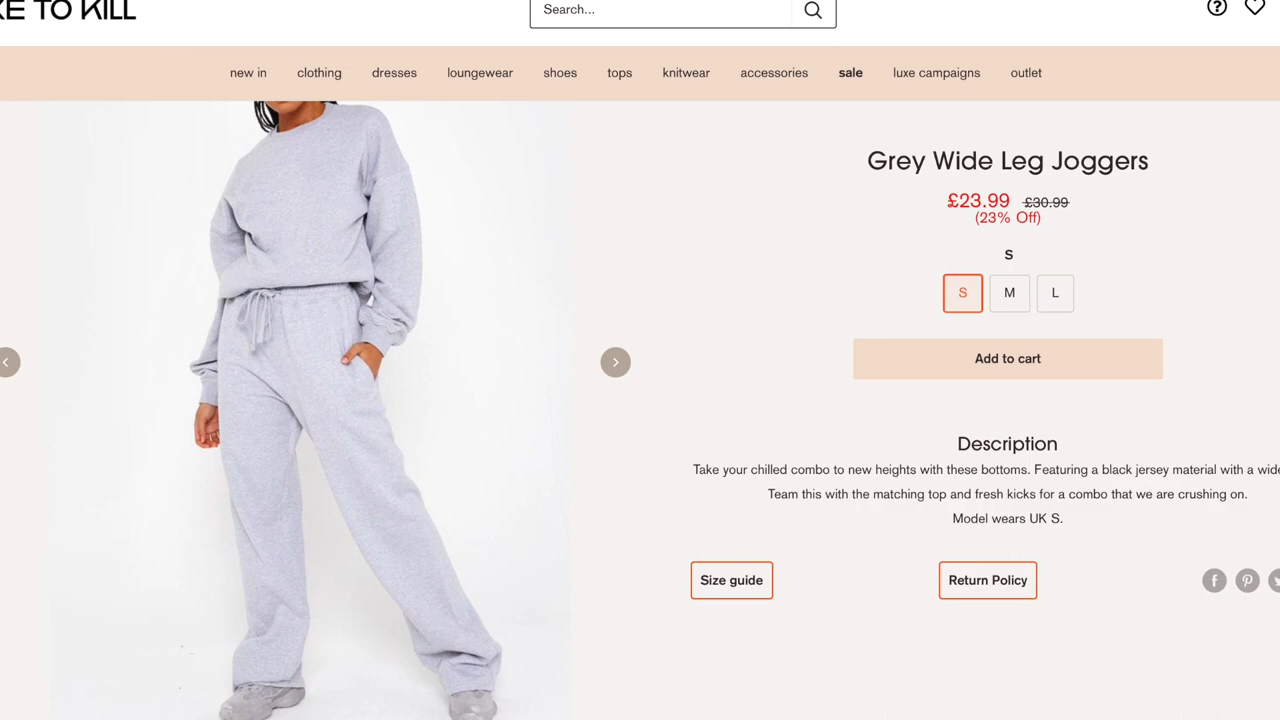 KE TO KILL
Search...
new in clothing dresses loungewear shoes tops knitwear accessories sale luxe campaigns outlet
Grey Wide Leg Joggers
£23.99 £30.99
(23% Off)
S
S M L
Add to cart
Description
Take your chilled combo to new heights with these bottoms. Featuring a black jersey material with a wide
Team this with the matching top and fresh kicks for a combo that we are crushing on.
Model wears UK S.
Size guide Return Policy